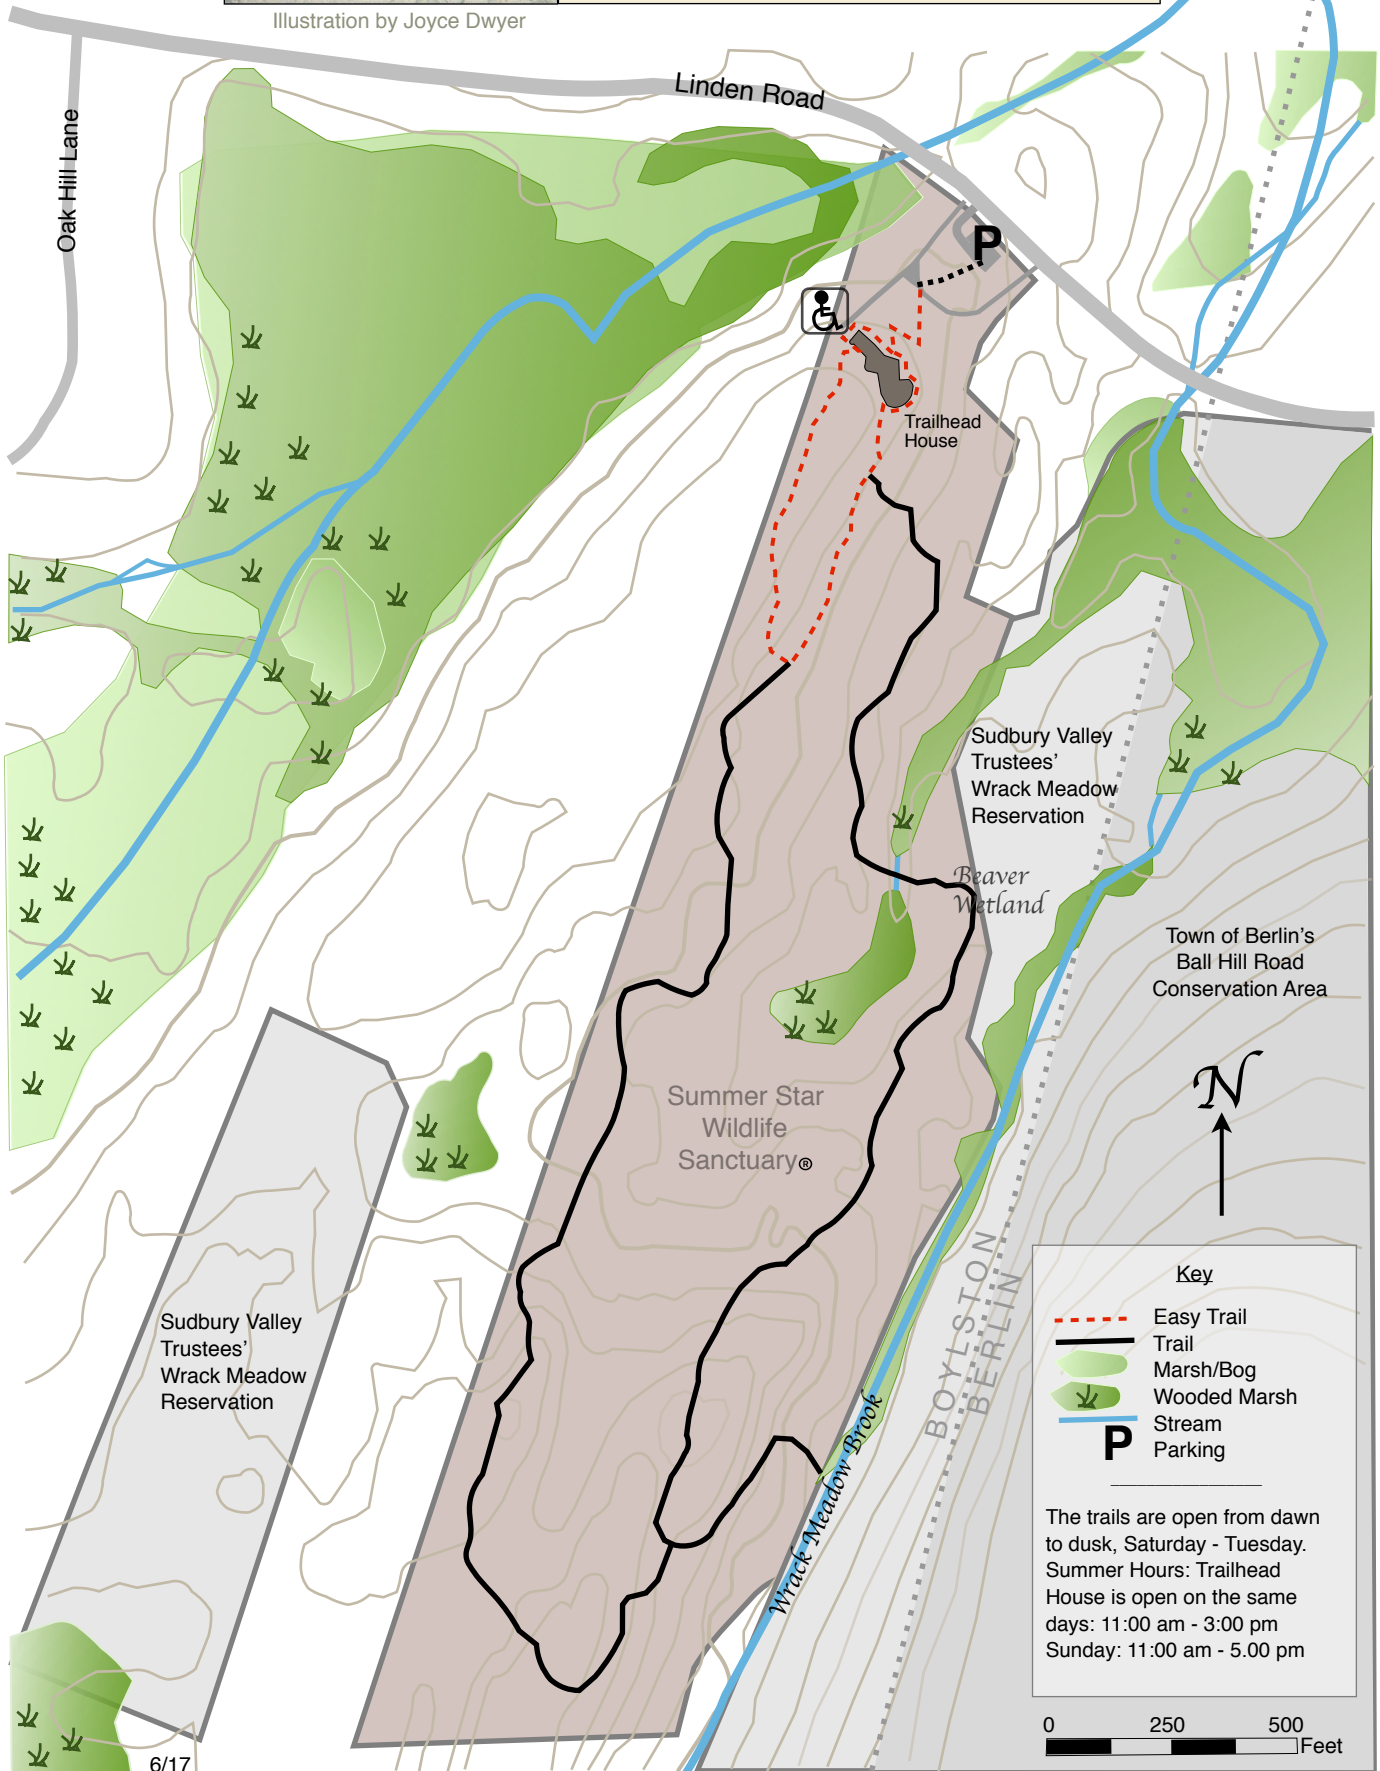 Illustration by Joyce Dwyer
Linden Road
Oak Hill Lane
P
Trailhead
House
Sudbury Valley
Trustees'
Wrack Meadow
Reservation
Beaver
Wetland
Town of Berlin's
Ball Hill Road
Conservation Area
N
Summer Star
Wildlife
Sanctuary®
BOYLSTON
BERLIN
Wrack Meadow Brook
Sudbury Valley
Trustees'
Wrack Meadow
Reservation
Key
Easy Trail
Trail
Marsh/Bog
Wooded Marsh
Stream
P Parking
The trails are open from dawn
to dusk, Saturday - Tuesday.
Summer Hours: Trailhead
House is open on the same
days: 11:00 am - 3:00 pm
Sunday: 11:00 am - 5.00 pm
0 250 500
Feet
6/17